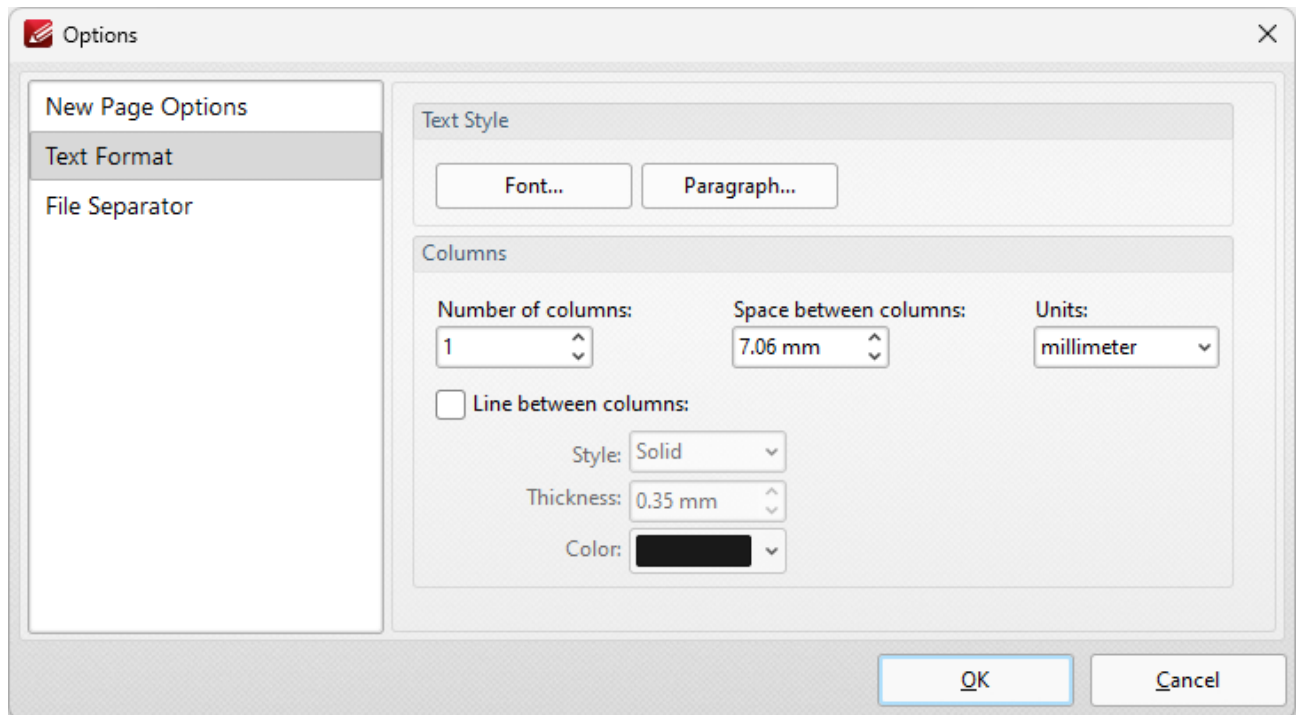 Options
New Page Options
Text Format
File Separator
Text Style
Font...
Paragraph...
Columns
Number of columns:
Space between columns:
Units:
1
7.06 mm
millimeter
Line between columns:
Style:
Solid
Thickness:
0.35 mm
Color:
OK
Cancel